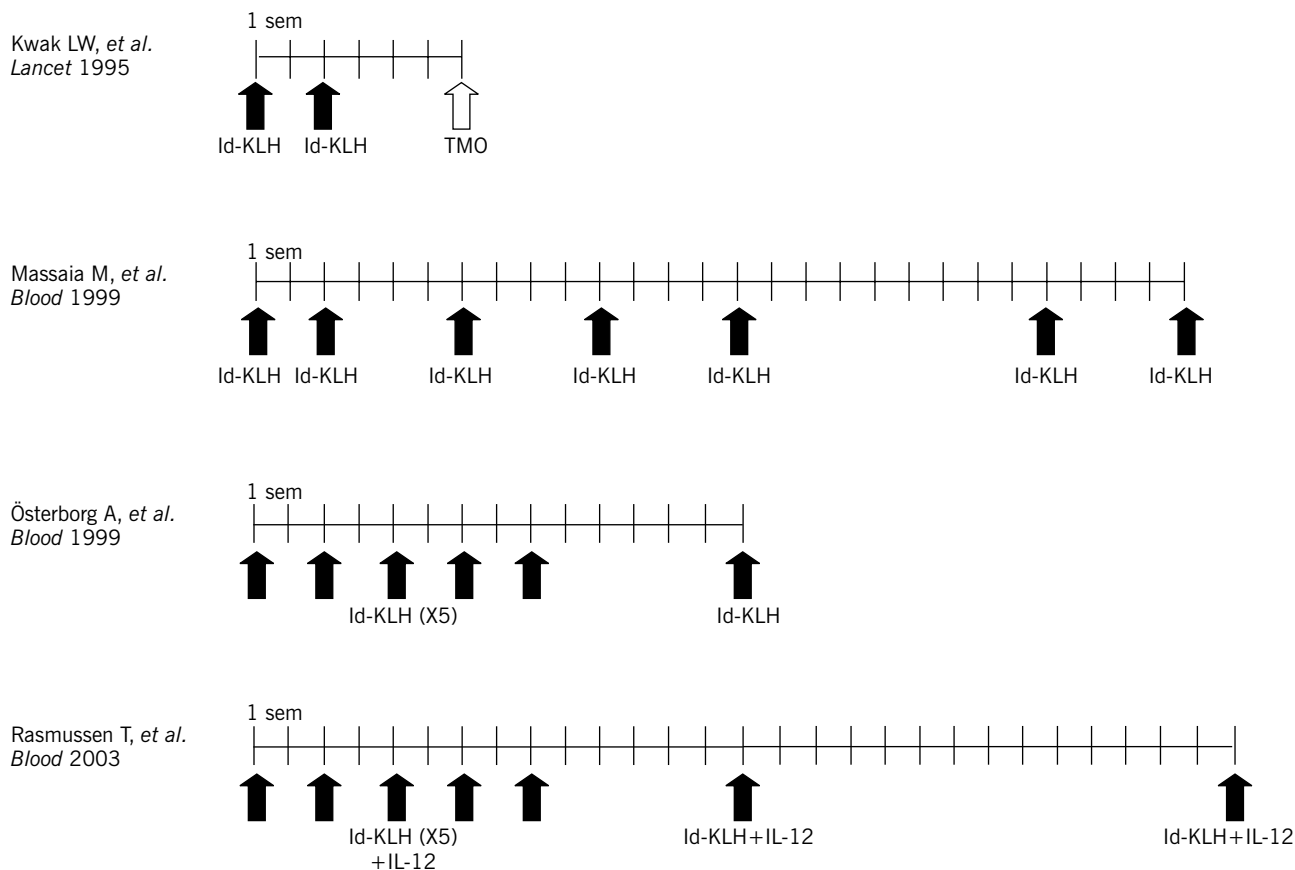 1 sem
Kwak LW, et al.
Lancet 1995
Id-KLH Id-KLH TMO
1 sem
Massaia M, et al.
Blood 1999
Id-KLH Id-KLH Id-KLH Id-KLH Id-KLH Id-KLH Id-KLH
1 sem
Österborg A, et al.
Blood 1999
Id-KLH (X5) Id-KLH
1 sem
Rasmussen T, et al.
Blood 2003
Id-KLH (X5) Id-KLH+IL-12 Id-KLH+IL-12
+IL-12